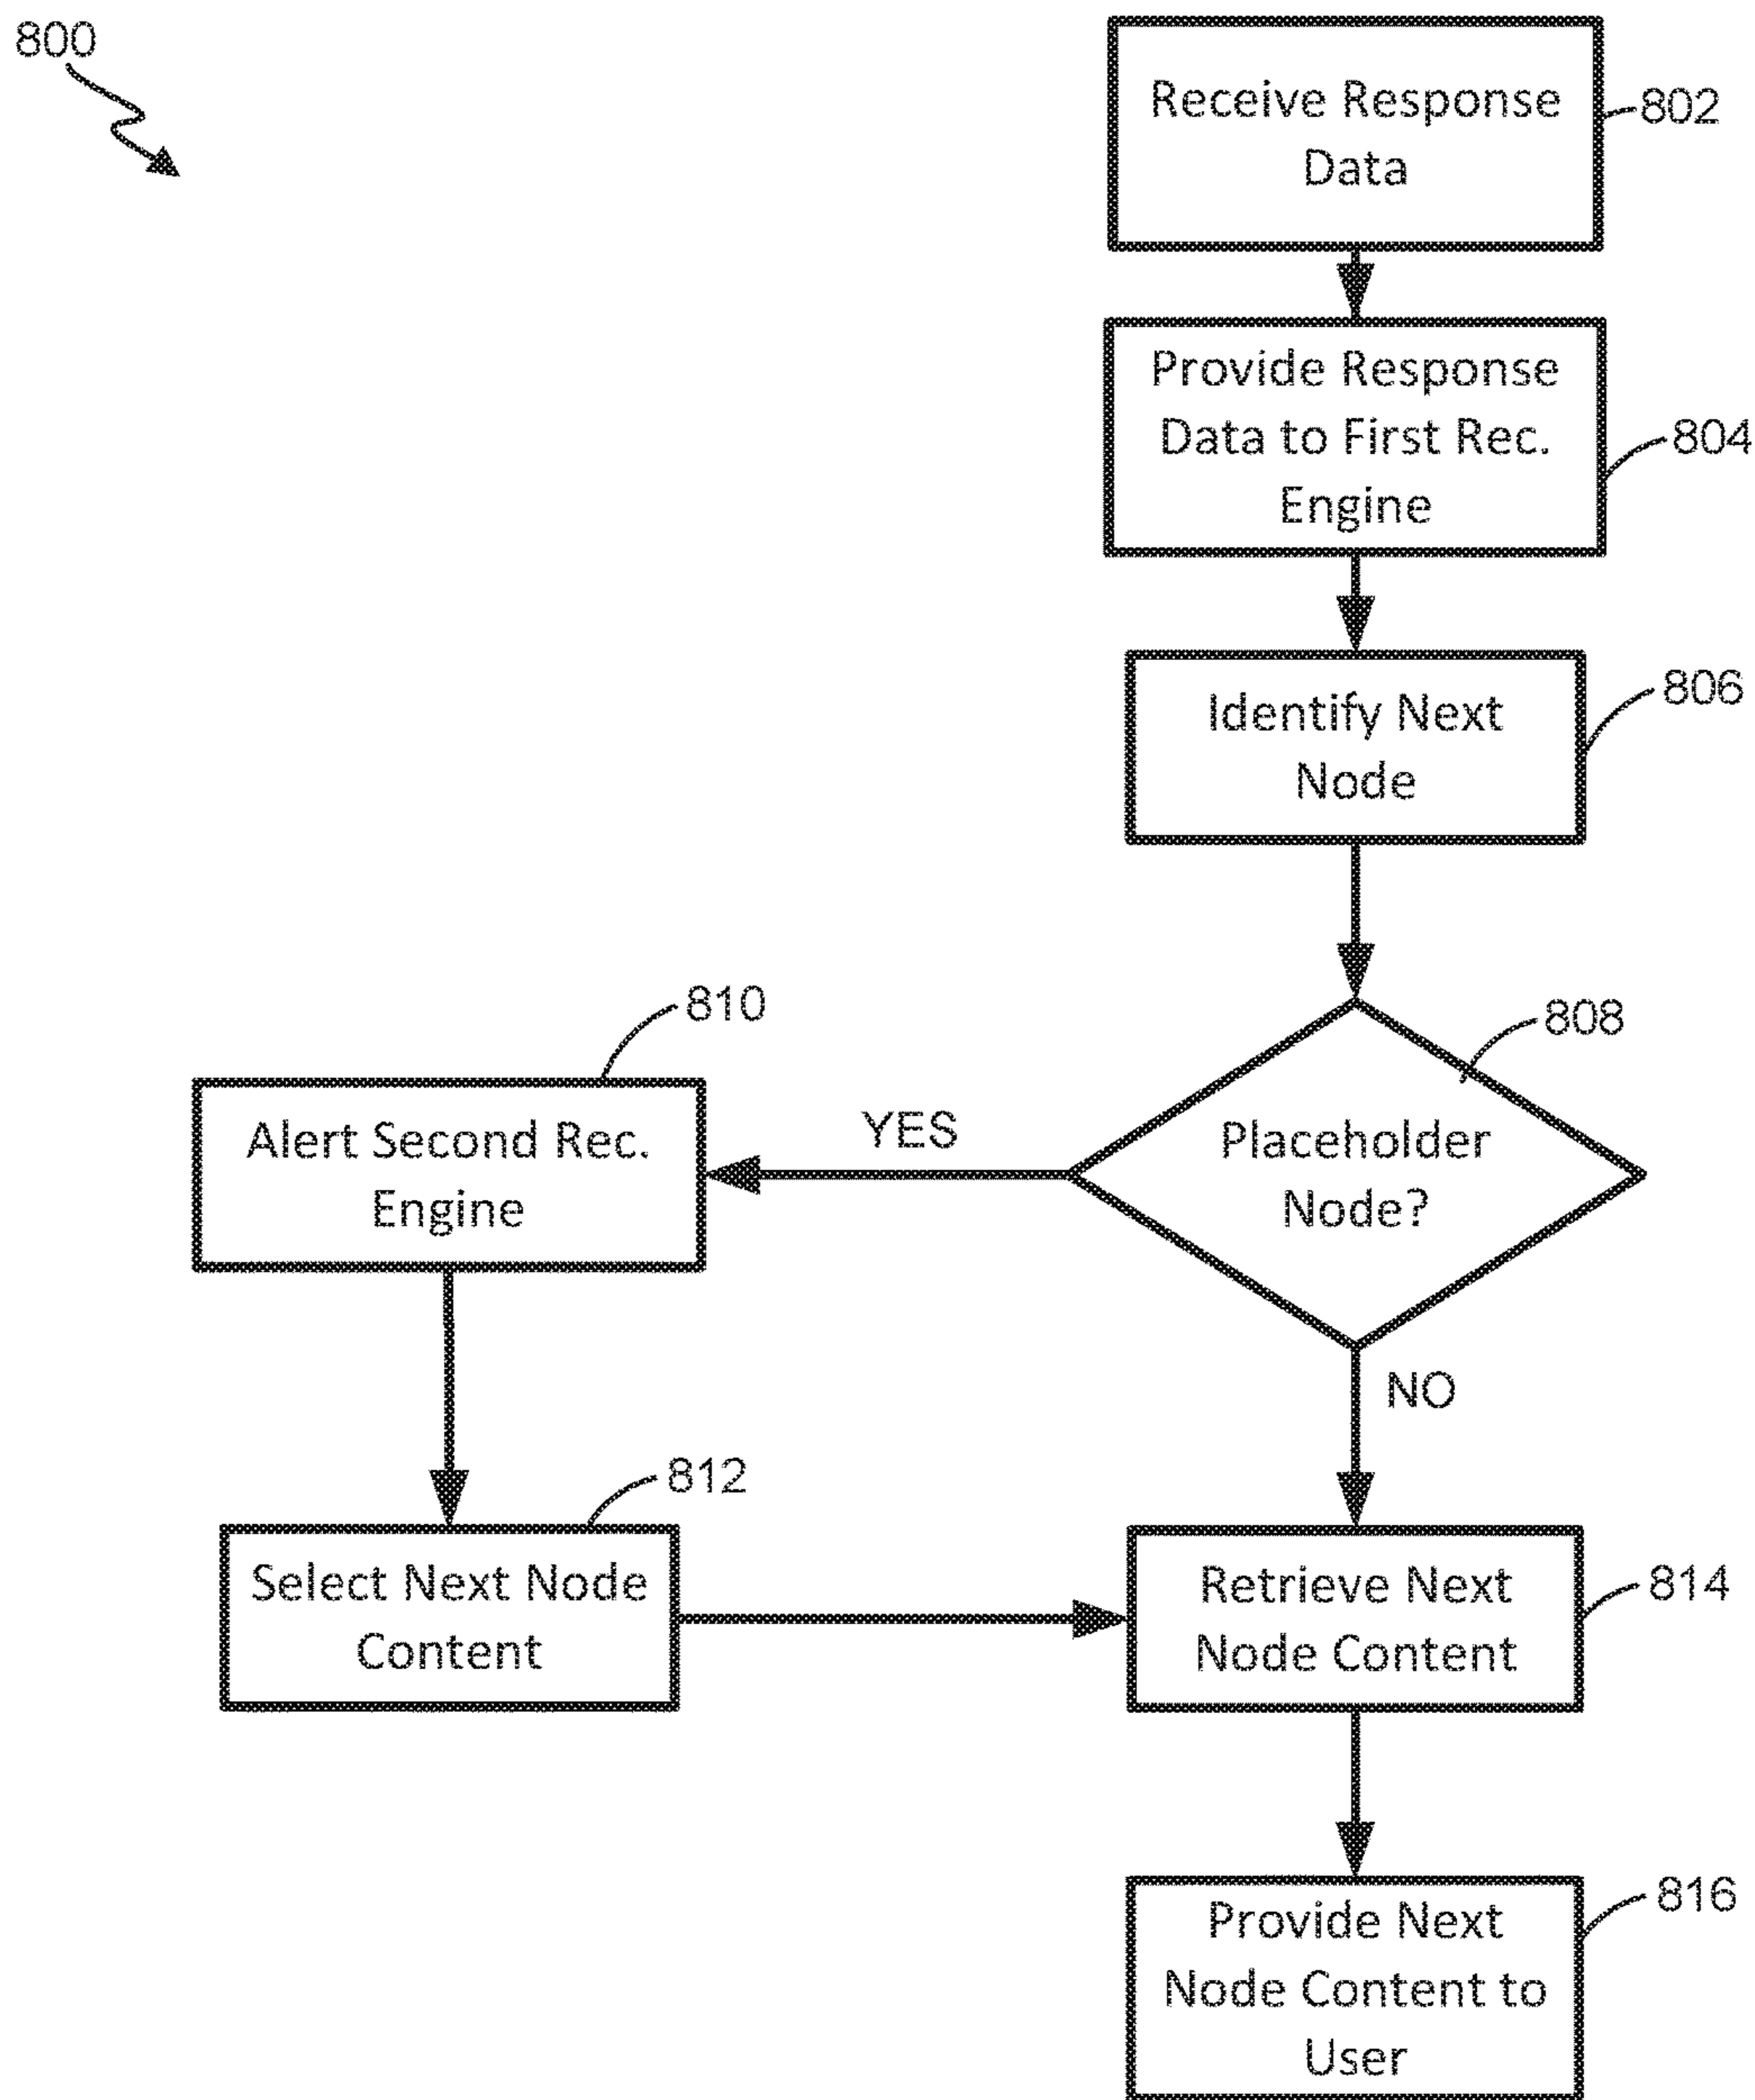 800
Receive Response
Data
802
Provide Response
Data to First Rec.
Engine
804
Identify Next
Node
806
Placeholder
Node?
808
YES
810
Alert Second Rec.
Engine
NO
812
Select Next Node
Content
Retrieve Next
Node Content
814
Provide Next
Node Content to
User
816